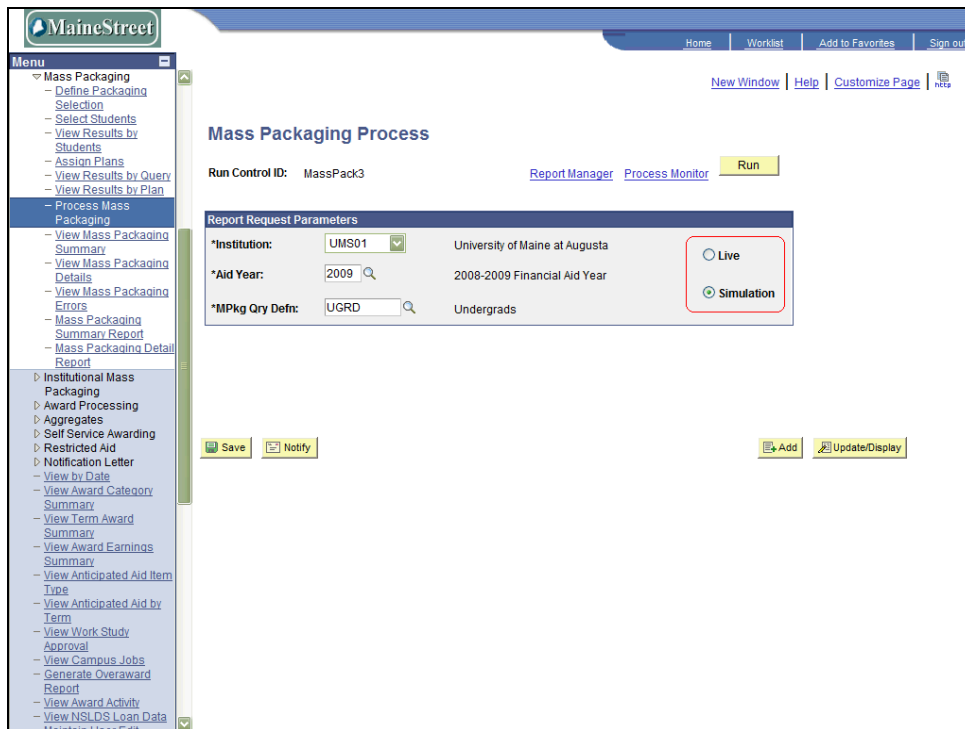 MaineStreet
Home
Worklist
Add to Favorites
Sign out
Menu
Mass Packaging
Define Packaging
Selection
Select Students
View Results by
Students
Assign Plans
View Results by Query
View Results by Plan
Process Mass
Packaging
View Mass Packaging
Summary
View Mass Packaging
Details
View Mass Packaging
Errors
Mass Packaging
Summary Report
Mass Packaging Detail
Report
Institutional Mass
Packaging
Award Processing
Aggregates
Self Service Awarding
Restricted Aid
Notification Letter
View by Date
View Award Category
Summary
View Term Award
Summary
View Award Earnings
Summary
View Anticipated Aid Item
Type
View Anticipated Aid by
Term
View Work Study
Approval
View Campus Jobs
Generate Overaward
Report
View Award Activity
View NSLDS Loan Data
Maintain User Edit
New Window | Help | Customize Page |
http
Mass Packaging Process
Run Control ID: MassPack3
Report Manager Process Monitor Run
Report Request Parameters
*Institution: UMS01 University of Maine at Augusta
Live
*Aid Year: 2009 2008-2009 Financial Aid Year
Simulation
*MPkg Qry Defn: UGRD Undergrads
Save Notify Add Update/Display